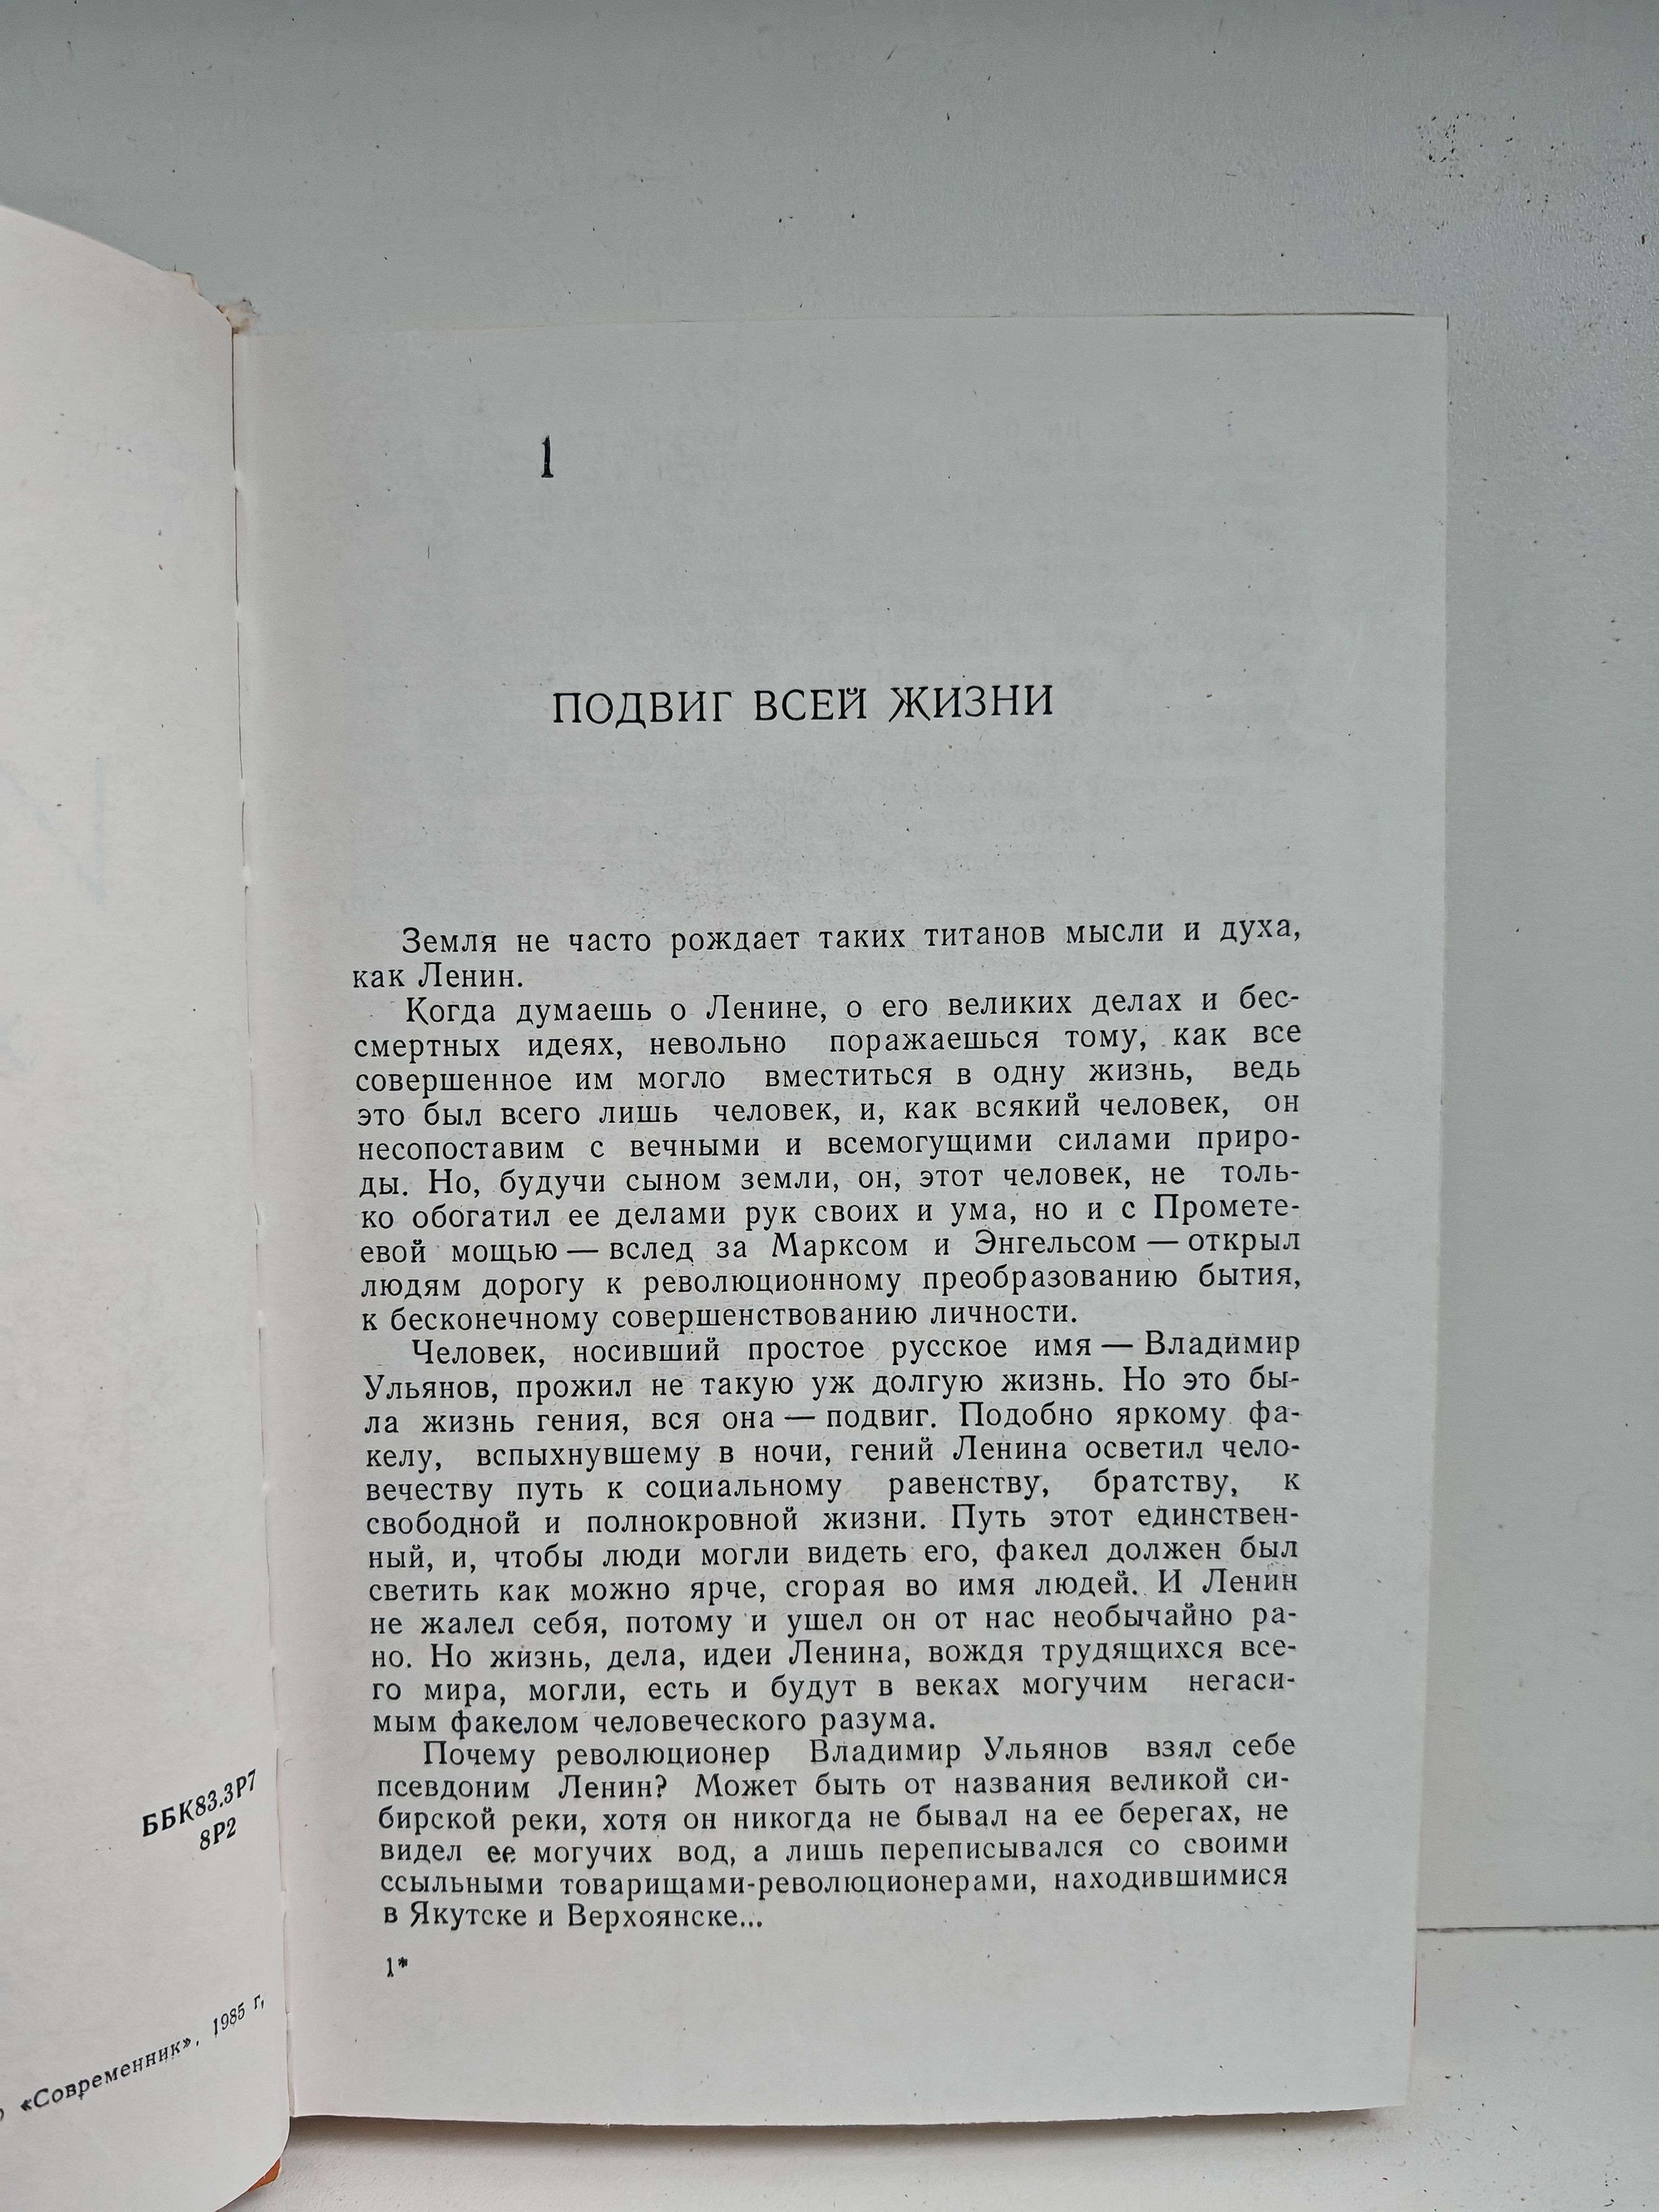 ББК83.3Р7
8Р2
«Современник», 1985 г,
1
ПОДВИГ ВСЕЙ ЖИЗНИ
Земля не часто рождает таких титанов мысли и духа,
как Ленин.
Когда думаешь о Ленине, о его великих делах и бес-
смертных идеях, невольно поражаешься тому, как все
совершенное им могло вместиться в одну жизнь, ведь
это был всего лишь человек, и, как всякий человек, он
несопоставим с вечными и всемогущими силами приро-
ды. Но, будучи сыном земли, он, этот человек, не толь-
ко обогатил ее делами рук своих и ума, но и с Промете-
евой мощью — вслед за Марксом и Энгельсом — открыл
людям дорогу к революционному преобразованию бытия,
к бесконечному совершенствованию личности.
Человек, носивший простое русское имя — Владимир
Ульянов, прожил не такую уж долгую жизнь. Но это бы-
ла жизнь гения, вся она — подвиг. Подобно яркому фа-
келу, вспыхнувшему в ночи, гений Ленина осветил чело-
вечеству путь к социальному равенству, братству, к
свободной и полнокровной жизни. Путь этот единствен-
ный, и, чтобы люди могли видеть его, факел должен был
светить как можно ярче, сгорая во имя людей. И Ленин
не жалел себя, потому и ушел он от нас необычайно ра-
но. Но жизнь, дела, идеи Ленина, вождя трудящихся все-
го мира, могли, есть и будут в веках могучим негаси-
мым факелом человеческого разума.
Почему революционер Владимир Ульянов взял себе
псевдоним Ленин? Может быть от названия великой си-
бирской реки, хотя он никогда не бывал на ее берегах, не
видел ее могучих вод, а лишь переписывался со своими
ссыльными товарищами-революционерами, находившимися
в Якутске и Верхоянске...
1*